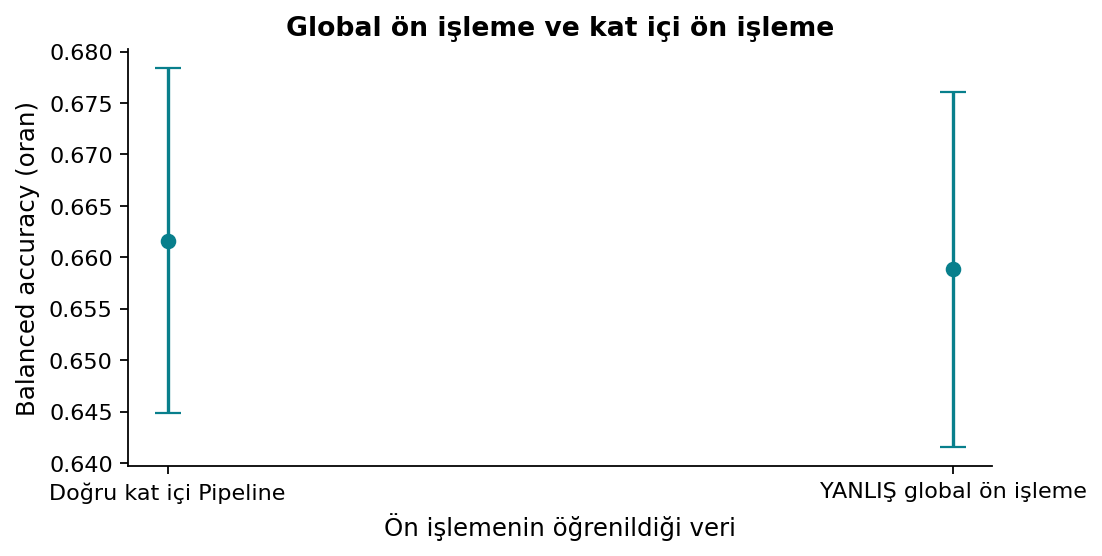 Global ön işleme ve kat içi ön işleme
Balanced accuracy (oran)
0.680
0.675
0.670
0.665
0.660
0.655
0.650
0.645
0.640
Doğru kat içi Pipeline
YANLIŞ global ön işleme
Ön işlemenin öğrenildiği veri